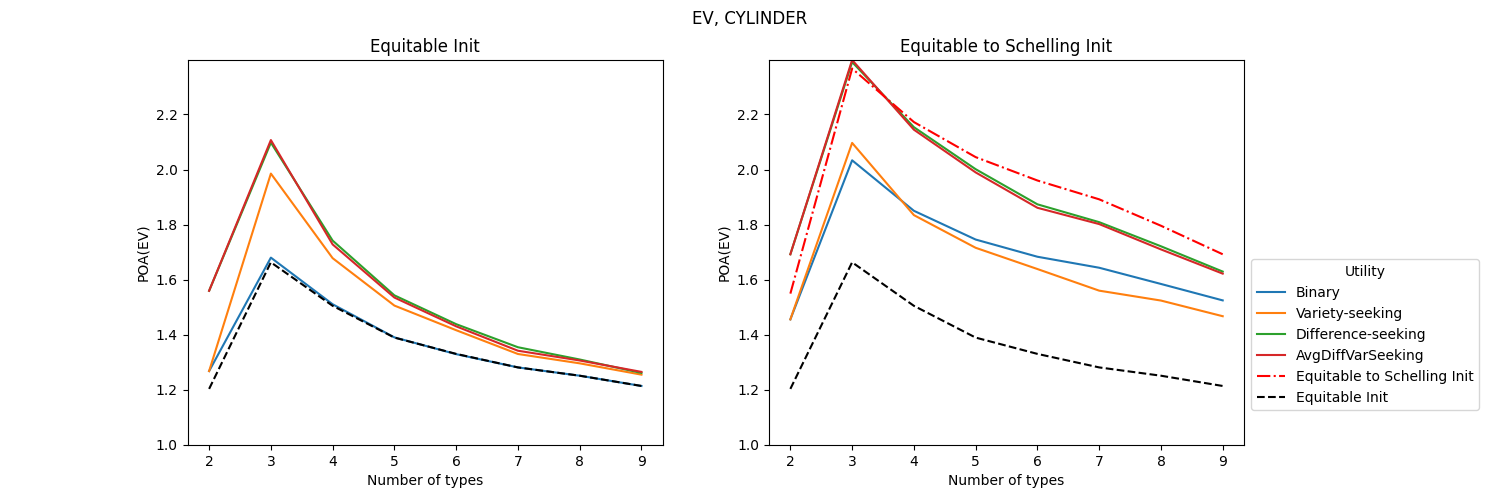 EV, CYLINDER
Equitable Init
POA(EV)
2.2
2.0
1.8
1.6
1.4
1.2
1.0
2 3 4 5 6 7 8 9
Number of types
Equitable to Schelling Init
POA(EV)
2.2
2.0
1.8
1.6
1.4
1.2
1.0
2 3 4 5 6 7 8 9
Number of types
Utility
Binary
Variety-seeking
Difference-seeking
AvgDiffVarSeeking
Equitable to Schelling Init
Equitable Init